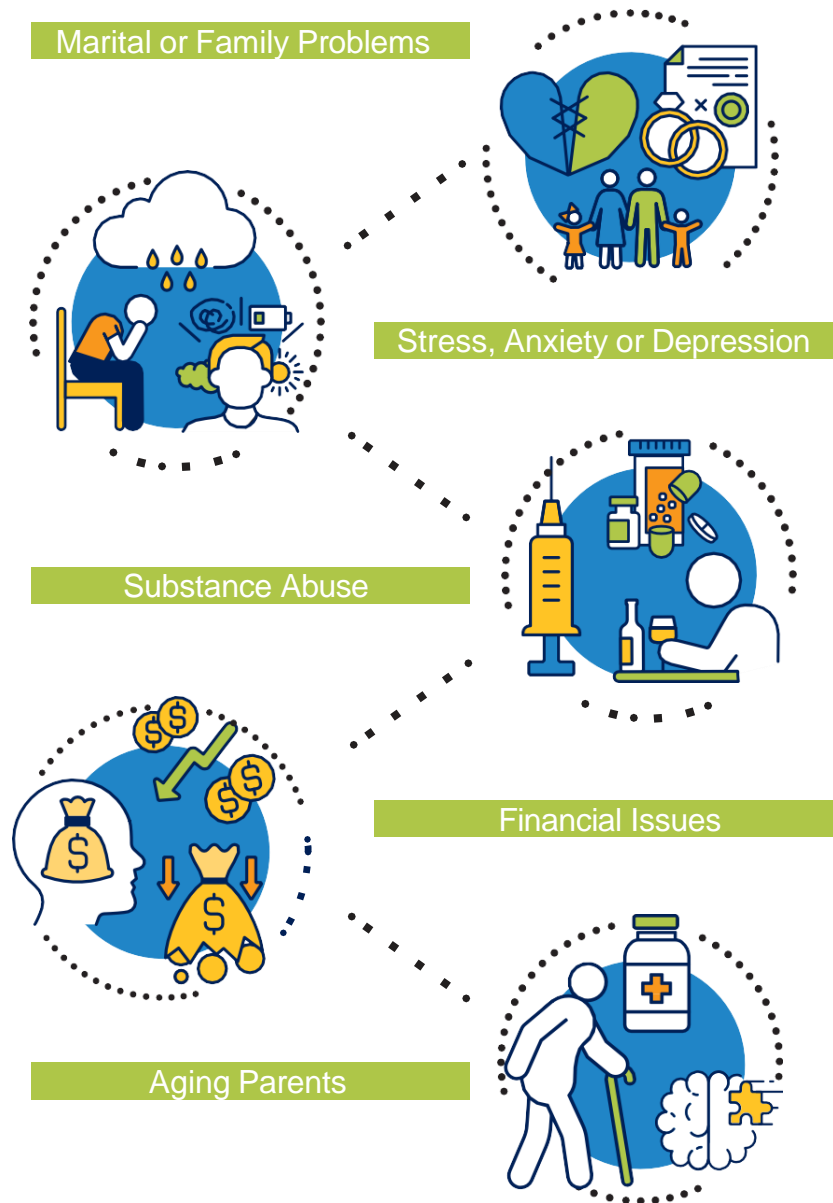 Marital or Family Problems
Stress, Anxiety or Depression
Substance Abuse
Financial Issues
Aging Parents